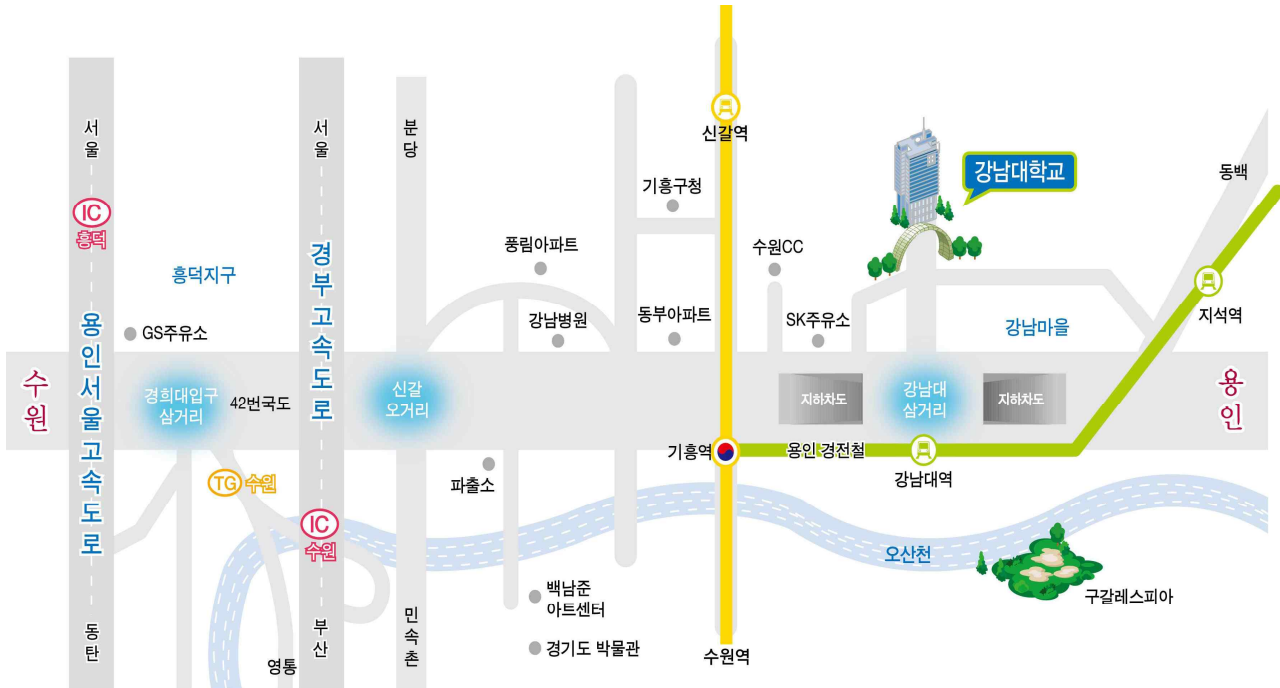 서울
서울
분당
신갈역
강남대학교
동백
기흥구청
IC
흥덕
풍림아파트
수원CC
흥덕지구
경부고속도로
용인서울고속도로
GS주유소
강남병원
동부아파트
SK주유소
강남마을
지석역
수원
경희대입구
삼거리
42번국도
신갈
오거리
지하차도
강남대
삼거리
지하차도
용인
기흥역
용인 경전철
강남대역
TG 수원
파출소
IC
수원
오산천
구갈레스피아
백남준
아트센터
경기도 박물관
동탄
부산
민속촌
영통
수원역